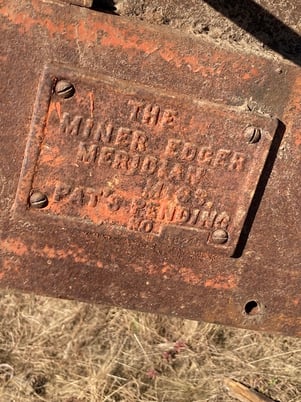 THE
MINER EDGER
MERIDIAN
MISS.
PAT'S PENDING
NO.